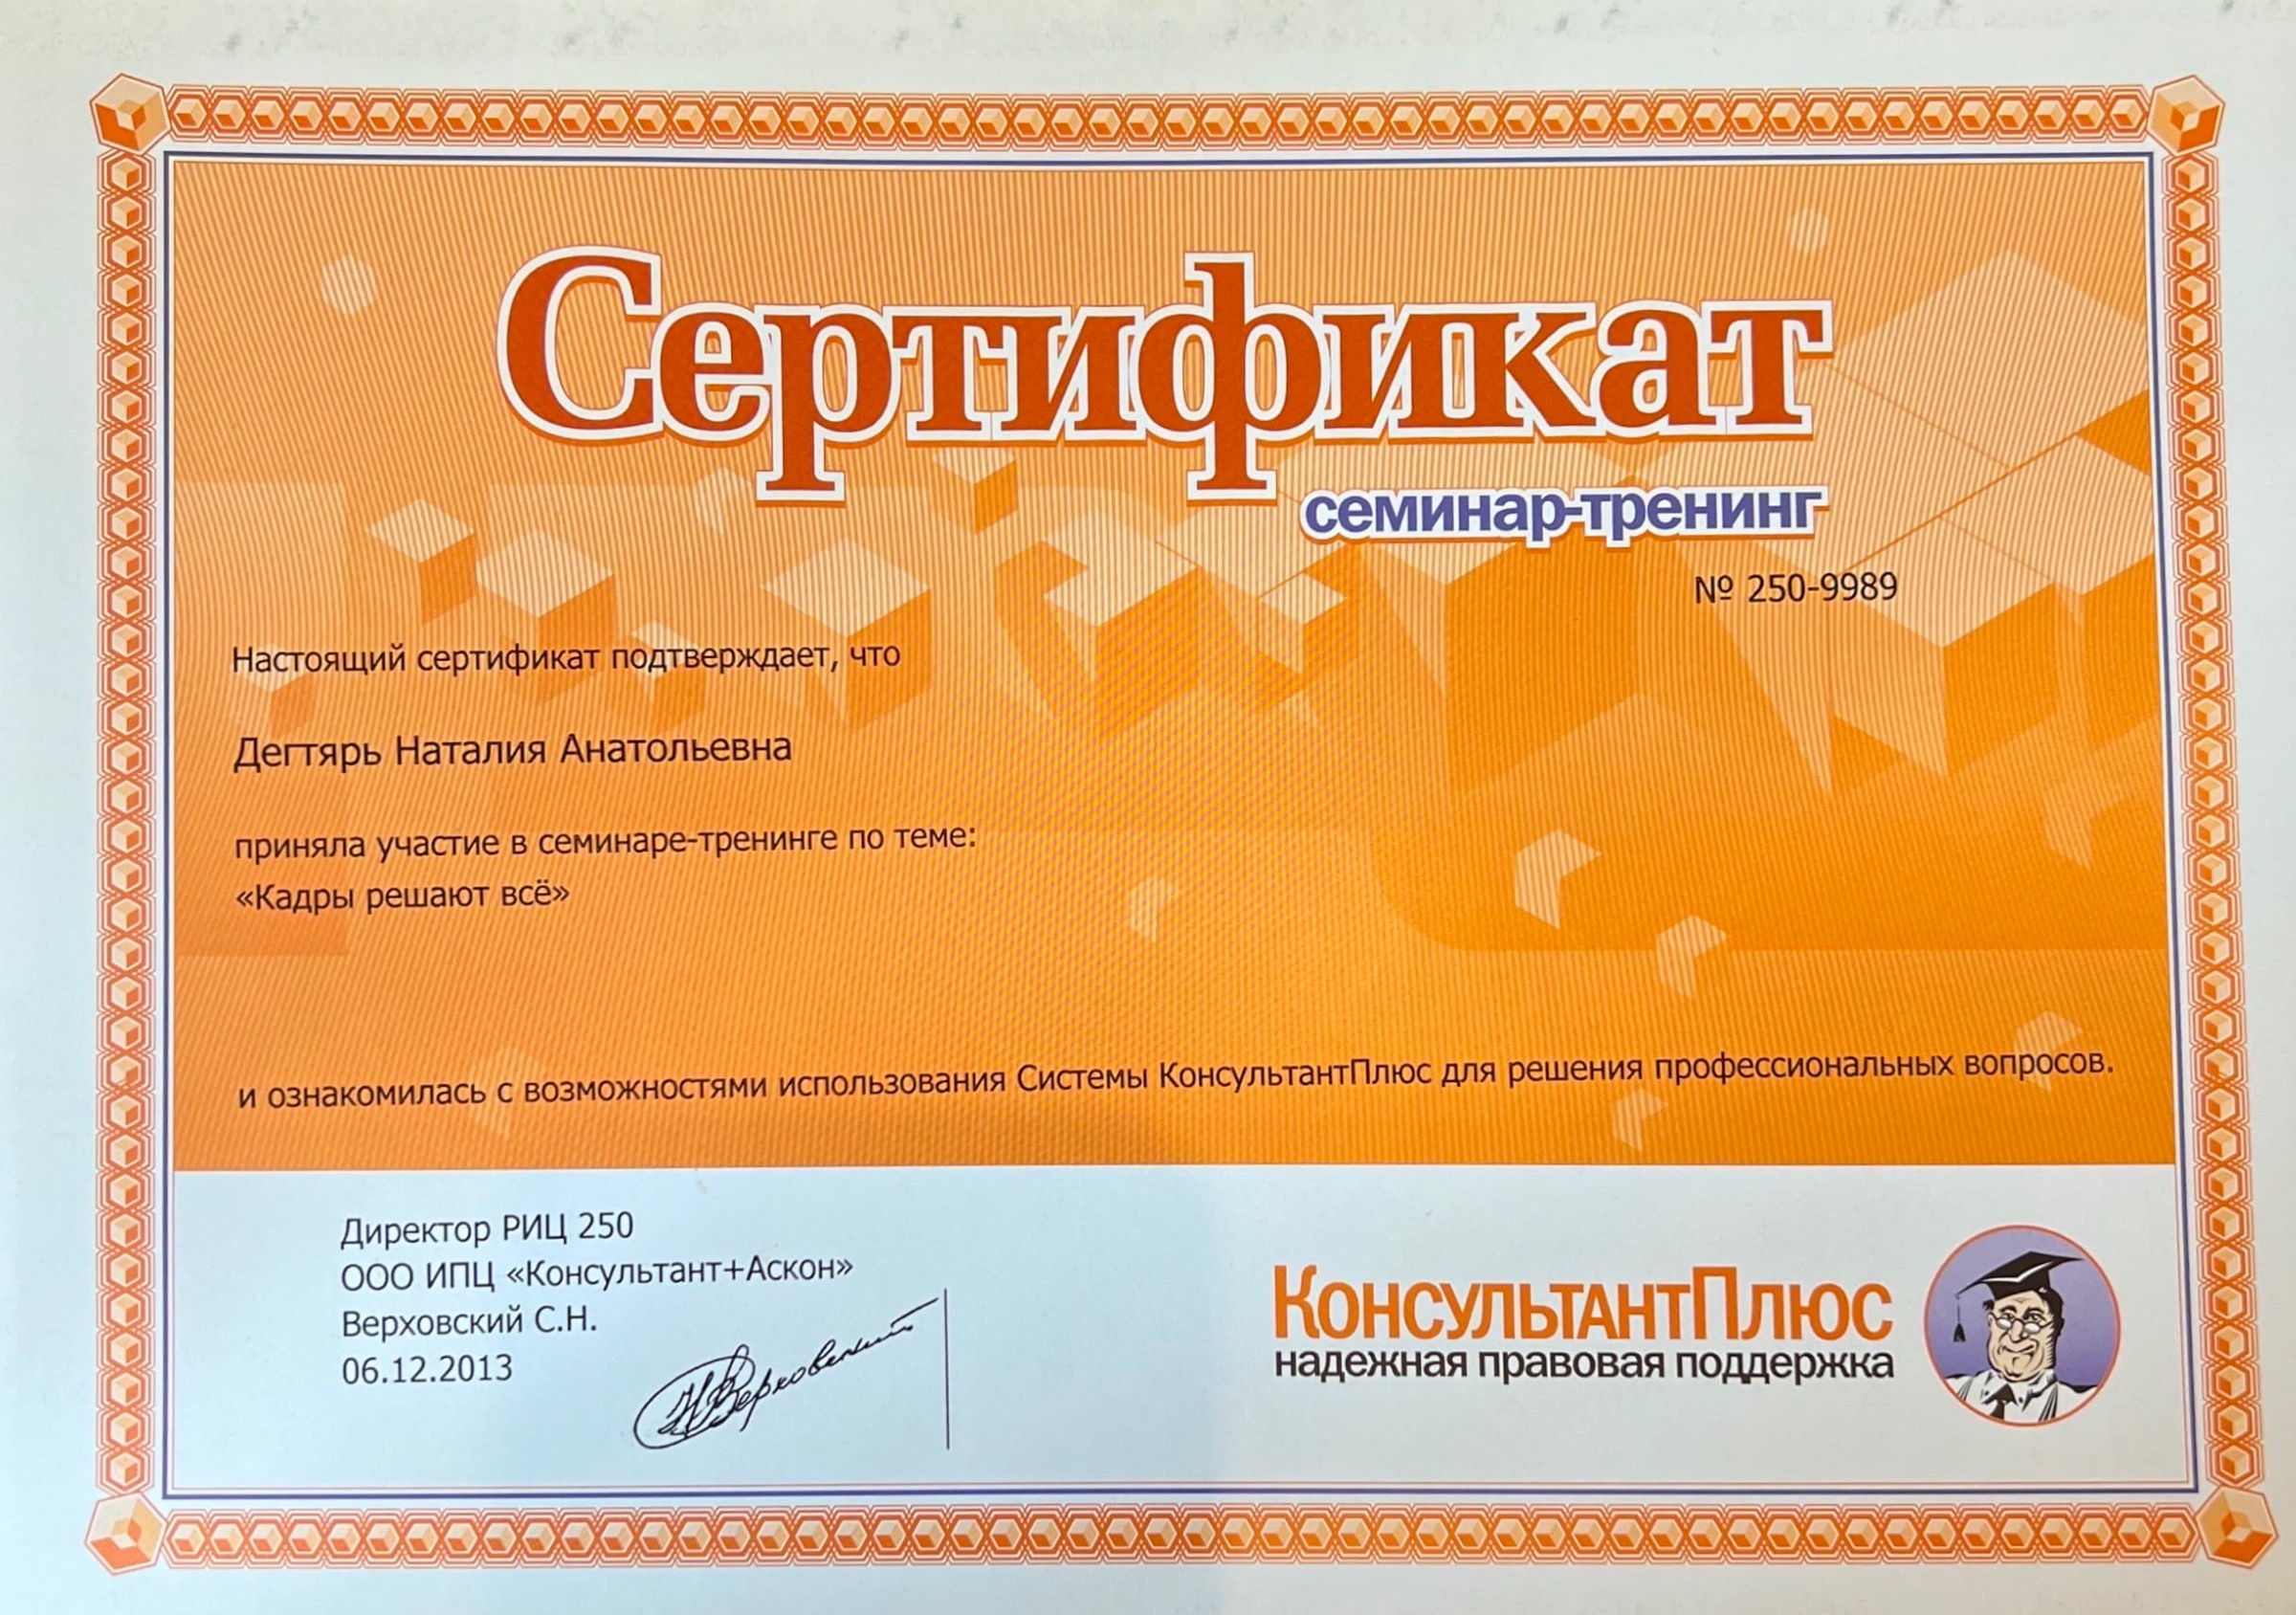 Сертификат
семинар-тренинг
№ 250-9989
Настоящий сертификат подтверждает, что
Дегтярь Наталия Анатольевна
приняла участие в семинаре-тренинге по теме:
«Кадры решают всё»
и ознакомилась с возможностями использования Системы КонсультантПлюс для решения профессиональных вопросов.
Директор РИЦ 250
ООО ИПЦ «Консультант+Аскон»
Верховский С.Н.
06.12.2013
КонсультантПлюс
надежная правовая поддержка